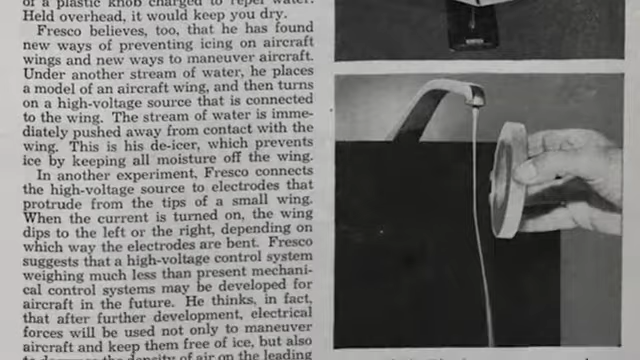 of a plastic knob charged to repel water.
Held overhead, it would keep you dry.
Fresco believes, too, that he has found
new ways of preventing icing on aircraft
wings and new ways to maneuver aircraft.
Under another stream of water, he places
a model of an aircraft wing, and then turns
on a high-voltage source that is connected
to the wing. The stream of water is imme-
diately pushed away from contact with the
wing. This is his de-icer, which prevents
ice by keeping all moisture off the wing.
In another experiment, Fresco connects
the high-voltage source to electrodes that
protrude from the tips of a small wing.
When the current is turned on, the wing
dips to the left or the right, depending on
which way the electrodes are bent. Fresco
suggests that a high-voltage control system
weighing much less than present mechani-
cal control systems may be developed for
aircraft in the future. He thinks, in fact,
that after further development, electrical
forces will be used not only to maneuver
aircraft and keep them free of ice, but also
density of air on the leading